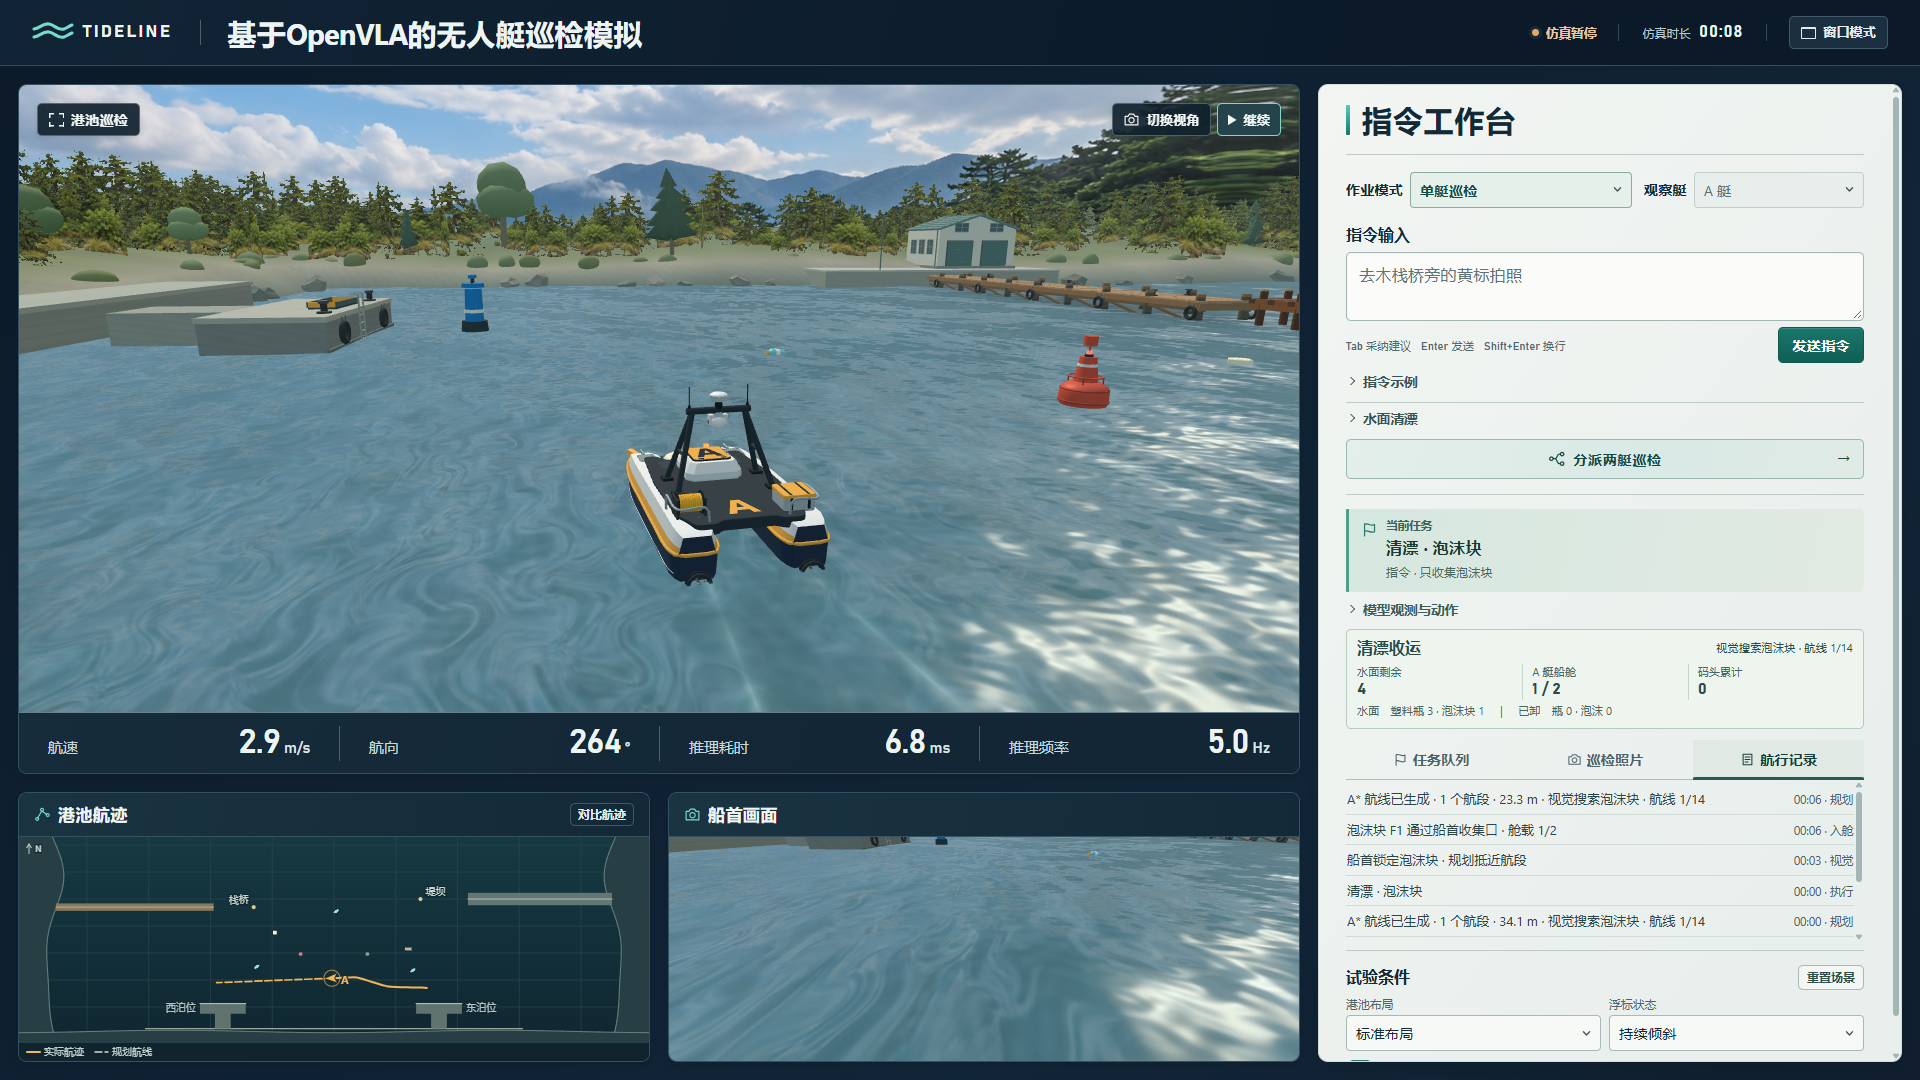 TIDELINE
基于OpenVLA的无人艇巡检模拟
仿真暂停
仿真时长 00:08
窗口模式
港池巡检
切换视角
继续
A
A
航速 2.9 m/s
航向 264°
推理耗时 6.8 ms
推理频率 5.0 Hz
港池航迹
对比航迹
N
栈桥
堤坝
A
西泊位
东泊位
实际航迹 规划航线
船首画面
指令工作台
作业模式 单艇巡检 观察艇 A 艇
指令输入
去木栈桥旁的黄标拍照
Tab 采纳建议 Enter 发送 Shift+Enter 换行
发送指令
指令示例
水面清漂
分派两艇巡检 →
当前任务
清漂 · 泡沫块
指令 · 只收集泡沫块
模型观测与动作
清漂收运 视觉搜索泡沫块 · 航线 1/14
水面剩余 A 艇船舱 码头累计
4 1 / 2 0
水面 塑料瓶 3 · 泡沫块 1 | 已卸 瓶 0 · 泡沫 0
任务队列 巡检照片 航行记录
A* 航线已生成 · 1 个航段 · 23.3 m · 视觉搜索泡沫块 · 航线 1/14 00:06 · 规划
泡沫块 F1 通过船首收集口 · 舱载 1/2 00:06 · 入舱
船首锁定泡沫块 · 规划抵近航段 00:03 · 视觉
清漂 · 泡沫块 00:00 · 执行
A* 航线已生成 · 1 个航段 · 34.1 m · 视觉搜索泡沫块 · 航线 1/14 00:00 · 规划
试验条件 重置场景
港池布局 浮标状态
标准布局 持续倾斜